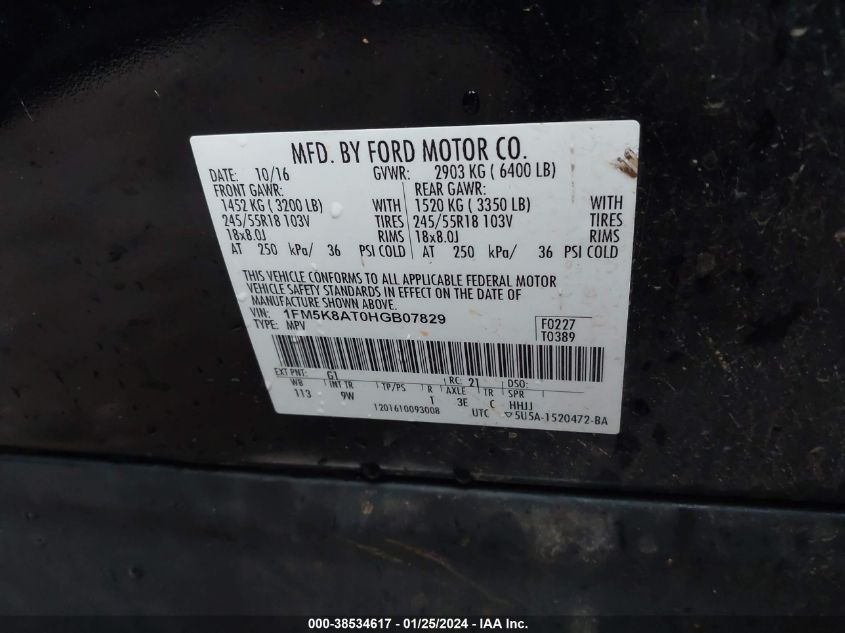 MFD. BY FORD MOTOR CO.
DATE: 10/16 GVWR: 2903 KG ( 6400 LB)
FRONT GAWR: REAR GAWR:
1452 KG ( 3200 LB) WITH 1520 KG ( 3350 LB) WITH
245/55R18 103V TIRES 245/55R18 103V TIRES
18x8.0J RIMS 18x8.0J RIMS
AT 250 kPa/ 36 PSI COLD AT 250 kPa/ 36 PSI COLD
THIS VEHICLE CONFORMS TO ALL APPLICABLE FEDERAL MOTOR
VEHICLE SAFETY STANDARDS IN EFFECT ON THE DATE OF
MANUFACTURE SHOWN ABOVE.
VIN: 1FM5K8AT0HGB07829 F0227
TYPE: MPV T0389
EXT PNT: G1 RC: 21 DSO:
WB INT TR TP/PS R AXLE TR SPR
113 9W 1 3E C HHJJ
1201610093008 UTC ▽5U5A-1520472-BA
000-38534617 - 01/25/2024 - IAAI.com